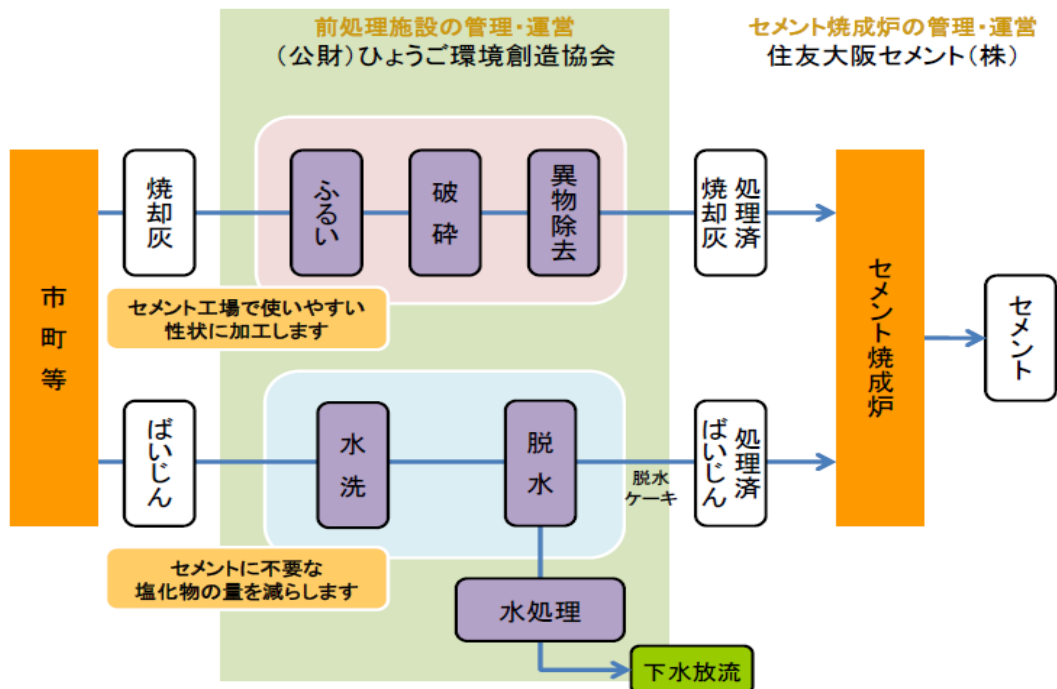 前処理施設の管理・運営
(公財)ひょうご環境創造協会
セメント焼成炉の管理・運営
住友大阪セメント(株)
市町等
焼却灰
ふるい
破砕
異物除去
処理済
焼却灰
セメント工場で使いやすい
性状に加工します
セメント焼成炉
セメント
ばいじん
水洗
脱水
脱水
ケーキ
処理済
ばいじん
セメントに不要な
塩化物の量を減らします
水処理
下水放流